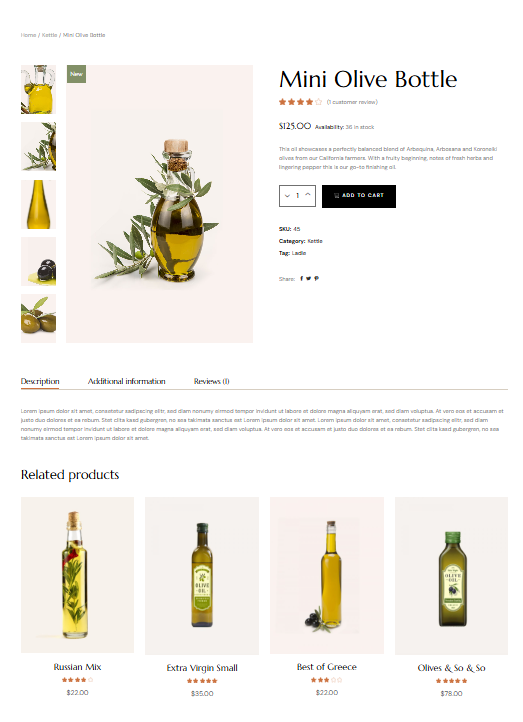 Home / Kettle / Mini Olive Bottle
New
Mini Olive Bottle
(1 customer review)
$125.00 Availability: 36 in stock
This oil showcases a perfectly balanced blend of Arbequina, Arbosana and Koroneiki
olives from our California farmers. With a fruity beginning, notes of fresh herbs and
lingering pepper this is our go-to finishing oil.
1
ADD TO CART
SKU: 45
Category: Kettle
Tag: Ladle
Share:
Description Additional information Reviews (1)
Lorem ipsum dolor sit amet, consetetur sadipscing elitr, sed diam nonumy eirmod tempor invidunt ut labore et dolore magna aliquyam erat, sed diam voluptua. At vero eos et accusam et
justo duo dolores et ea rebum. Stet clita kasd gubergren, no sea takimata sanctus est Lorem ipsum dolor sit amet. Lorem ipsum dolor sit amet, consetetur sadipscing elitr, sed diam
nonumy eirmod tempor invidunt ut labore et dolore magna aliquyam erat, sed diam voluptua. At vero eos et accusam et justo duo dolores et ea rebum. Stet clita kasd gubergren, no sea
takimata sanctus est Lorem ipsum dolor sit amet.
Related products
OLIVE
OIL
OLIVE
OIL
Russian Mix
$22.00
Extra Virgin Small
$35.00
Best of Greece
$22.00
Olives & So & So
$78.00